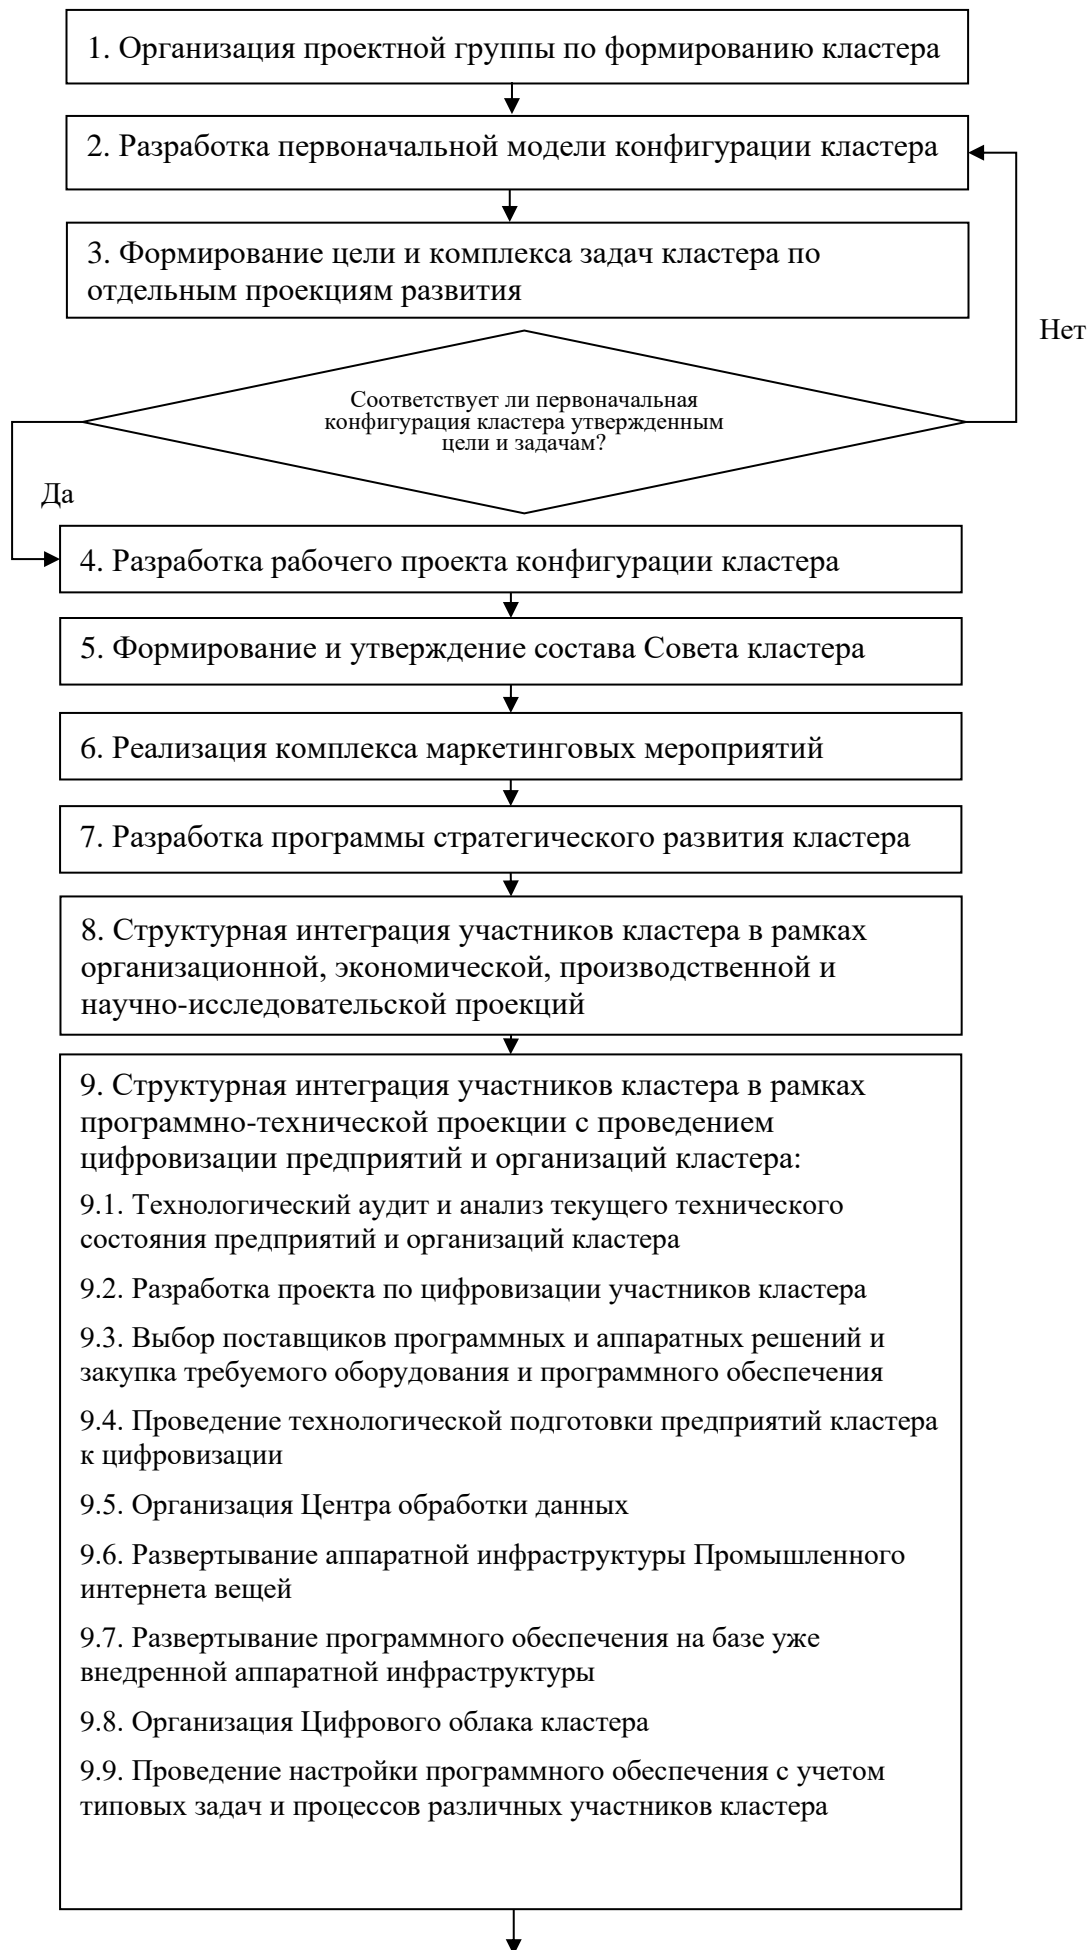 1. Организация проектной группы по формированию кластера
2. Разработка первоначальной модели конфигурации кластера
3. Формирование цели и комплекса задач кластера по
отдельным проекциям развития
Нет
Соответствует ли первоначальная
конфигурация кластера утвержденным
цели и задачам?
Да
4. Разработка рабочего проекта конфигурации кластера
5. Формирование и утверждение состава Совета кластера
6. Реализация комплекса маркетинговых мероприятий
7. Разработка программы стратегического развития кластера
8. Структурная интеграция участников кластера в рамках
организационной, экономической, производственной и
научно-исследовательской проекций
9. Структурная интеграция участников кластера в рамках
программно-технической проекции с проведением
цифровизации предприятий и организаций кластера:
9.1. Технологический аудит и анализ текущего технического
состояния предприятий и организаций кластера
9.2. Разработка проекта по цифровизации участников кластера
9.3. Выбор поставщиков программных и аппаратных решений и
закупка требуемого оборудования и программного обеспечения
9.4. Проведение технологической подготовки предприятий кластера
к цифровизации
9.5. Организация Центра обработки данных
9.6. Развертывание аппаратной инфраструктуры Промышленного
интернета вещей
9.7. Развертывание программного обеспечения на базе уже
внедренной аппаратной инфраструктуры
9.8. Организация Цифрового облака кластера
9.9. Проведение настройки программного обеспечения с учетом
типовых задач и процессов различных участников кластера